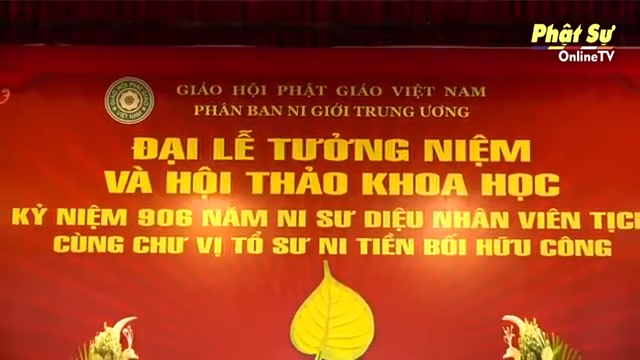 Phật Sự
OnlineTV
GIÁO HỘI PHẬT GIÁO VIỆT NAM
PHÂN BAN NI GIỚI TRUNG ƯƠNG
ĐẠI LỄ TƯỞNG NIỆM
VÀ HỘI THẢO KHOA HỌC
KỶ NIỆM 906 NĂM NI SƯ DIỆU NHÂN VIÊN TỊCH
CÙNG CHƯ VỊ TỔ SƯ NI TIỀN BỐI HỮU CÔNG